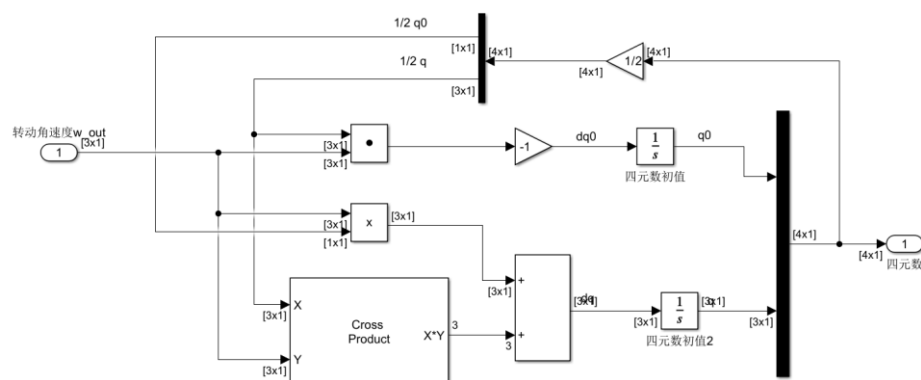 1/2 q0
[1x1]
[4x1]
1/2
[4x1]
[4x1]
1/2 q
[3x1]
转动角速度w_out
[3x1]
1
[3x1]
[3x1]
-1
dq0
1
s
q0
四元数初值
[3x1]
[1x1]
x
[3x1]
[4x1]
1
[4x1]
四元数
X
[3x1]
Cross
Product
X*Y
3
Y
[3x1]
[3x1]
+
3
+
[3x1]
[3x1]
1
s
[3x1]
[3x1]
四元数初值2